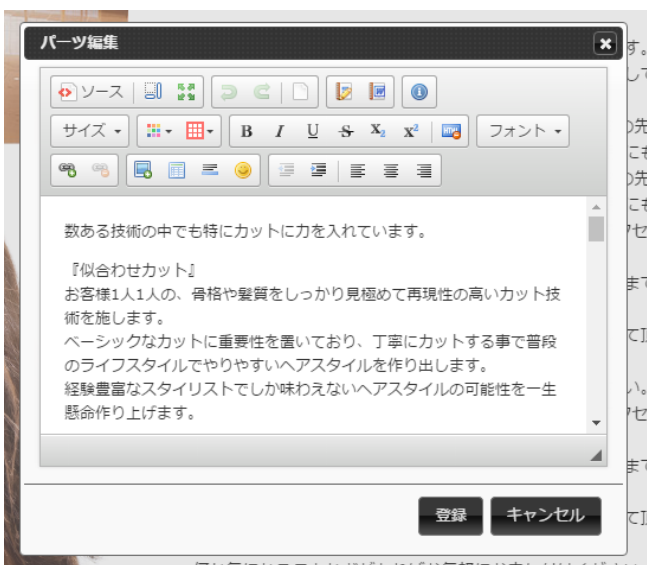 パーツ編集
ソース
サイズ
B I U S X₂ X²
フォント
数ある技術の中でも特にカットに力を入れています。
『似合わせカット』
お客様1人1人の、骨格や髪質をしっかり見極めて再現性の高いカット技
術を施します。
ベーシックなカットに重要性を置いており、丁寧にカットする事で普段
のライフスタイルでやりやすいヘアスタイルを作り出します。
経験豊富なスタイリストでしか味わえないヘアスタイルの可能性を一生
懸命作り上げます。
登録 キャンセル